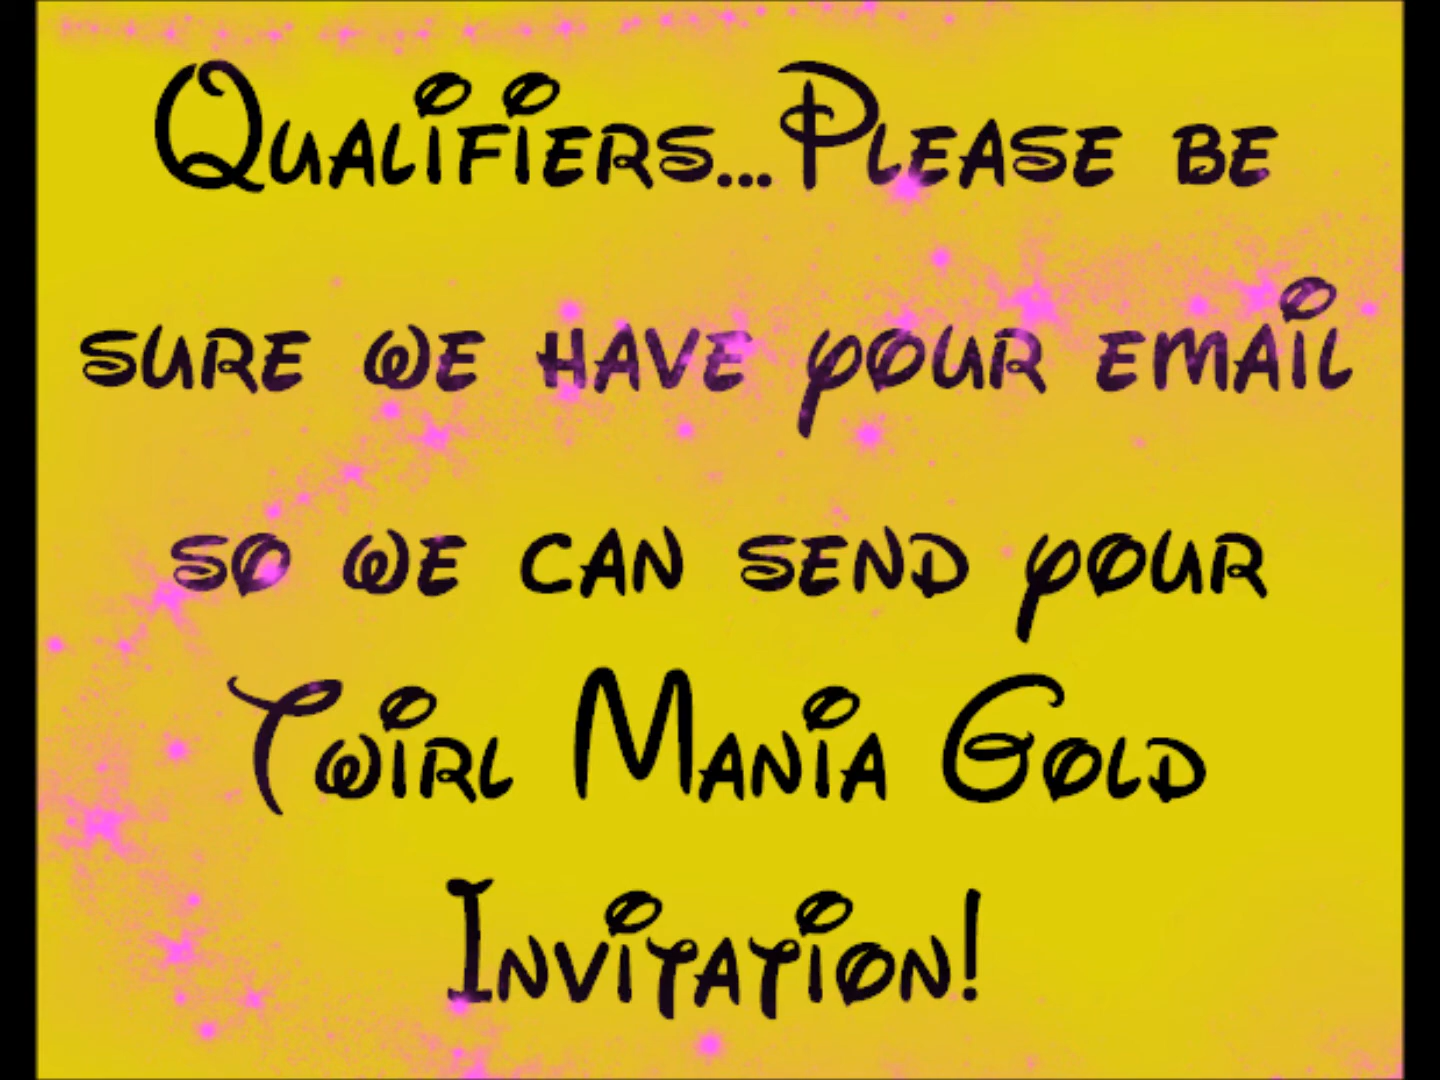 Qualifiers...Please be
sure we have your email
so we can send your
Twirl Mania Gold
Invitation!